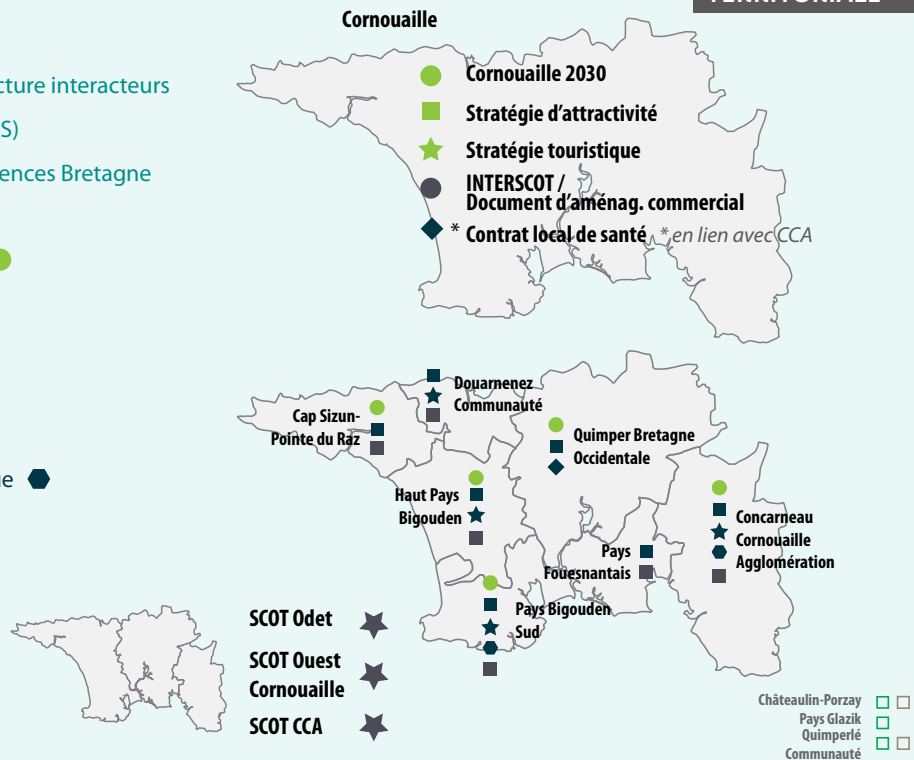 TERRITORIALE
Cornouaille
cture interacteurs
S)
ences Bretagne
e
Cornouaille 2030
Stratégie d'attractivité
Stratégie touristique
INTERSCOT /
Document d'aménag. commercial
* Contrat local de santé * en lien avec CCA
Douarnenez
Communauté
Cap Sizun-
Pointe du Raz
Quimper Bretagne
Occidentale
Haut Pays
Bigouden
Concarneau
Cornouaille
Agglomération
Pays
Fouesnantais
Pays Bigouden
Sud
SCOT Odet
SCOT Ouest
Cornouaille
SCOT CCA
Châteaulin-Porzay
Pays Glazik
Quimperlé
Communauté